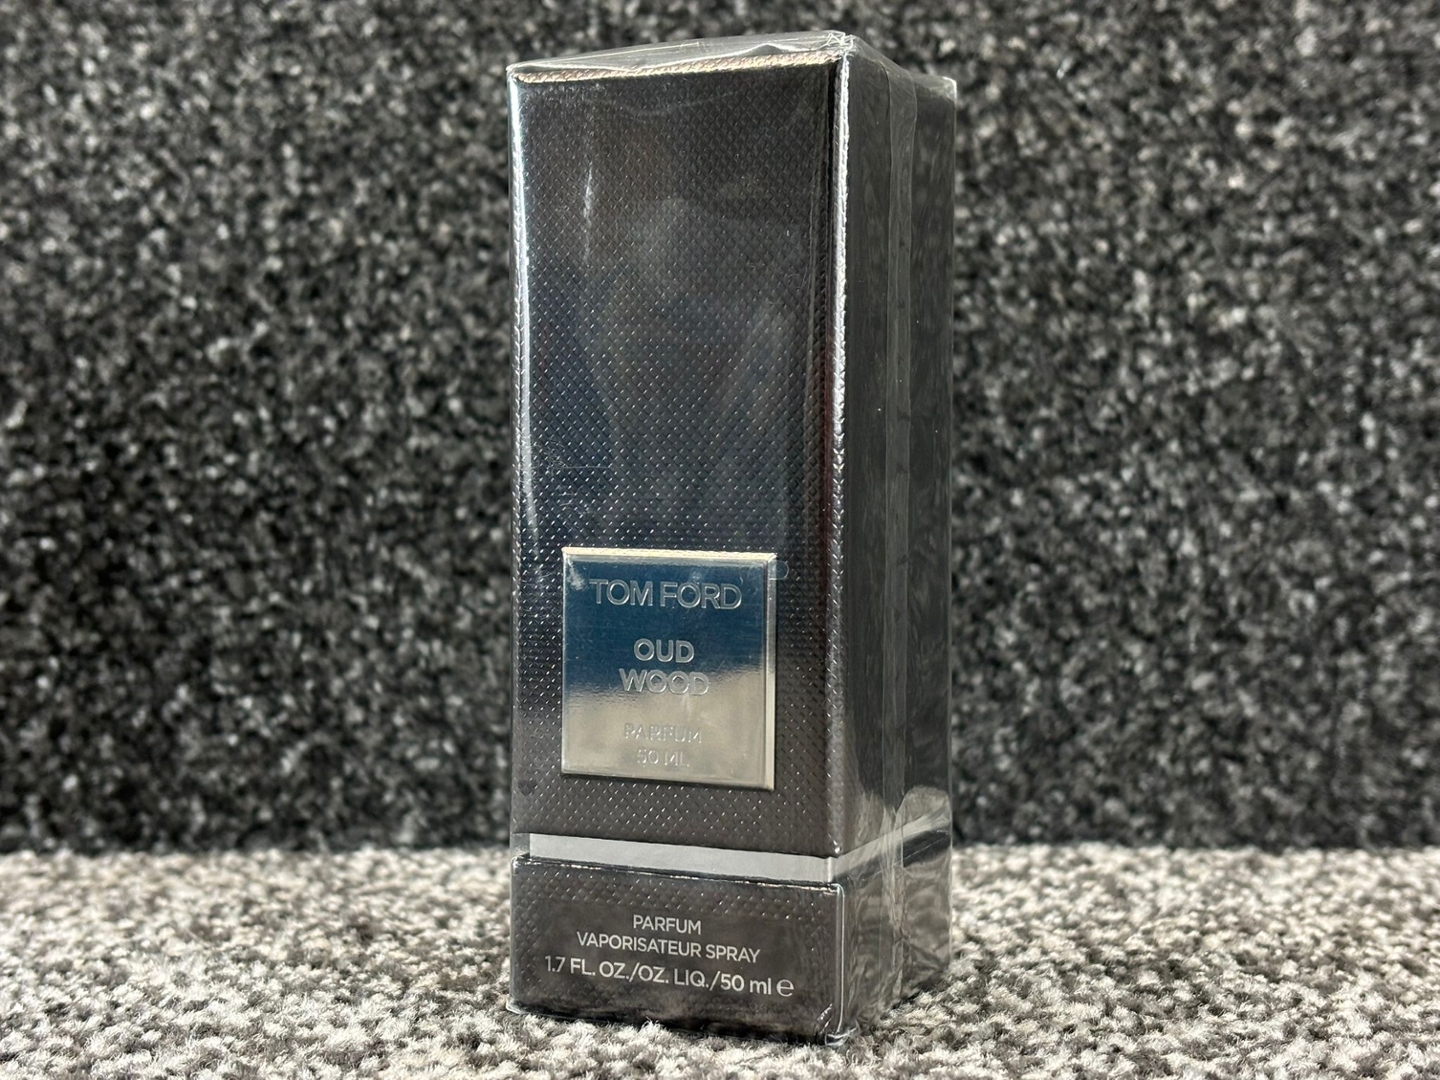 TOM FORD
OUD
WOOD
PARFUM
50 ML
PARFUM
VAPORISATEUR SPRAY
1.7 FL. OZ./OZ. LIQ./50 ml ℮